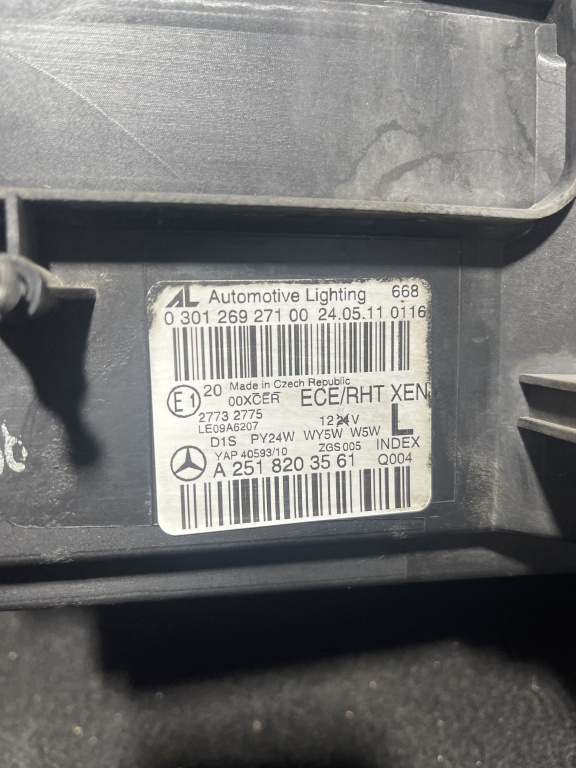 AL Automotive Lighting 668
0 301 269 271 00 24.05.11 0116
E1 20 Made in Czech Republic
00XCER ECE/RHT XEN
2773 2775
LE09A6207 12V L
D1S PY24W WY5W W5W
YAP 40593/10 ZGS 005 INDEX
A 251 820 35 61 Q004